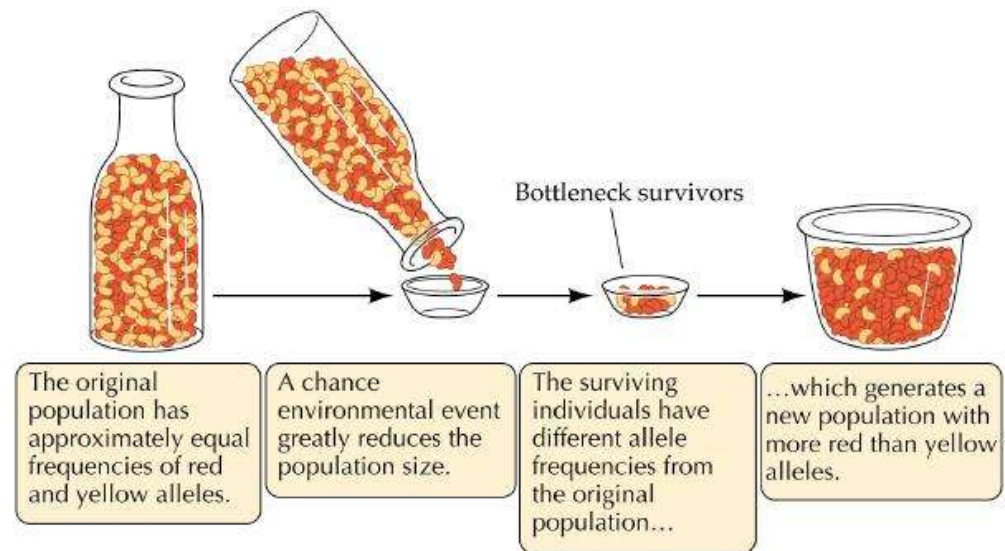 Bottleneck survivors
The original
population has
approximately equal
frequencies of red
and yellow alleles.
A chance
environmental event
greatly reduces the
population size.
The surviving
individuals have
different allele
frequencies from
the original
population...
...which generates a
new population with
more red than yellow
alleles.